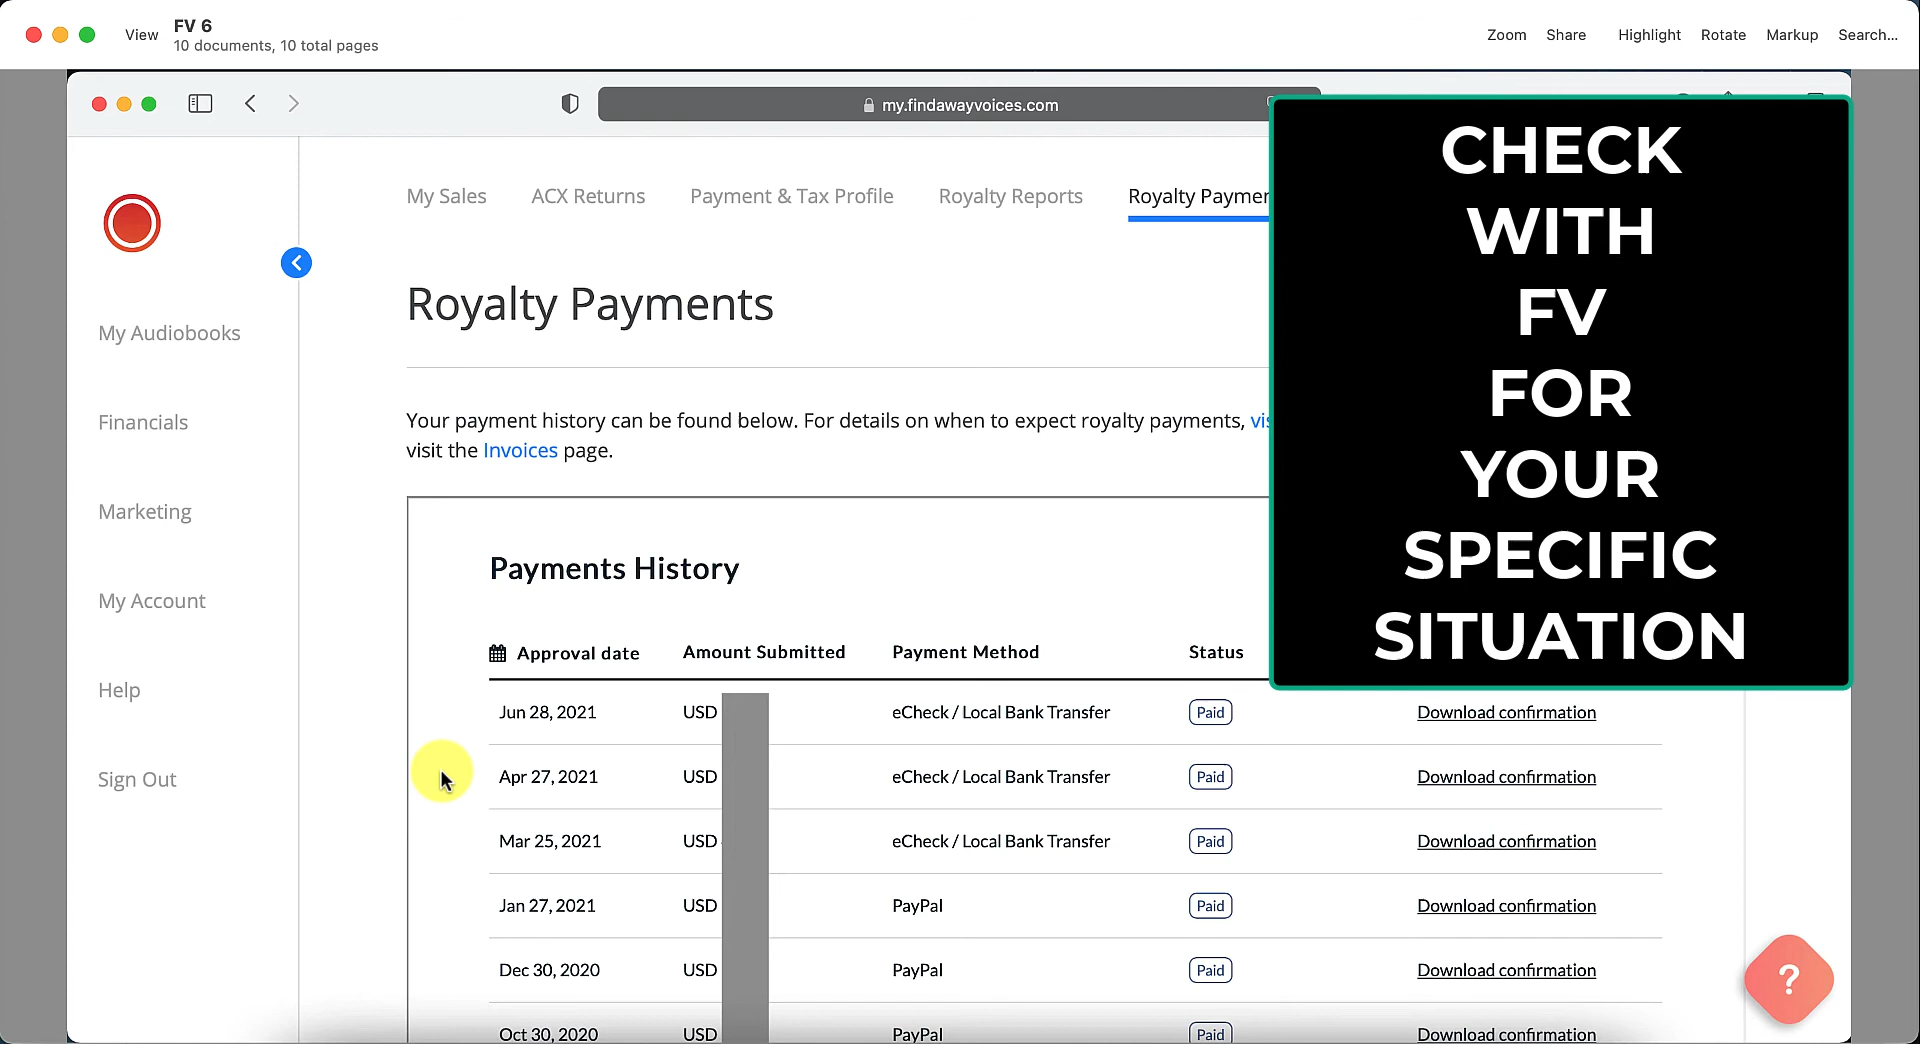 View
FV 6
10 documents, 10 total pages
Zoom Share Highlight Rotate Markup Search...
my.findawayvoices.com
My Sales ACX Returns Payment & Tax Profile Royalty Reports Royalty Paymen
My Audiobooks
Financials
Marketing
My Account
Help
Sign Out
Royalty Payments
Your payment history can be found below. For details on when to expect royalty payments, vis
visit the Invoices page.
CHECK
WITH
FV
FOR
YOUR
SPECIFIC
SITUATION
Payments History
Approval date Amount Submitted Payment Method Status
Jun 28, 2021 USD eCheck / Local Bank Transfer Paid Download confirmation
Apr 27, 2021 USD eCheck / Local Bank Transfer Paid Download confirmation
Mar 25, 2021 USD eCheck / Local Bank Transfer Paid Download confirmation
Jan 27, 2021 USD PayPal Paid Download confirmation
Dec 30, 2020 USD PayPal Paid Download confirmation
Oct 30, 2020 USD PayPal Paid Download confirmation
?